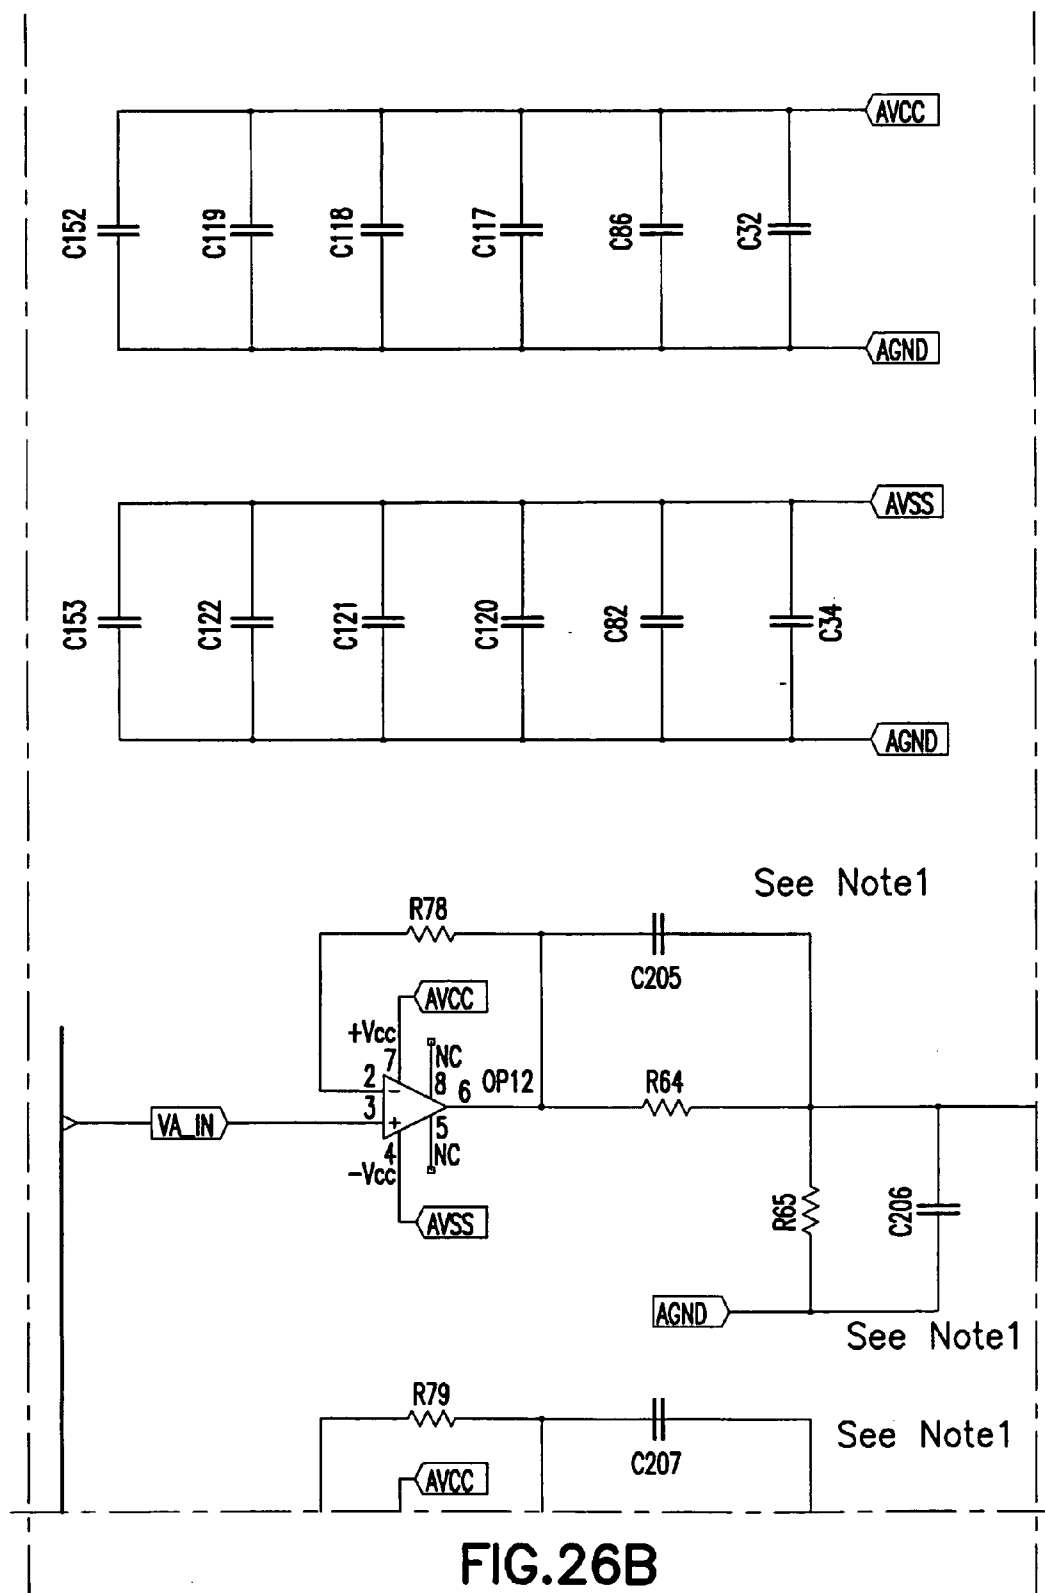 AVCC
C152
C119
C118
C117
C86
C32
AGND
AVSS
C153
C122
C121
C120
C82
C34
AGND
See Note1
R78
C205
AVCC
+Vcc
7
NC
8
2
6
OP12
R64
3
VA_IN
5
4
NC
-Vcc
R65
C206
AVSS
AGND
See Note1
R79
See Note1
C207
AVCC
FIG.26B